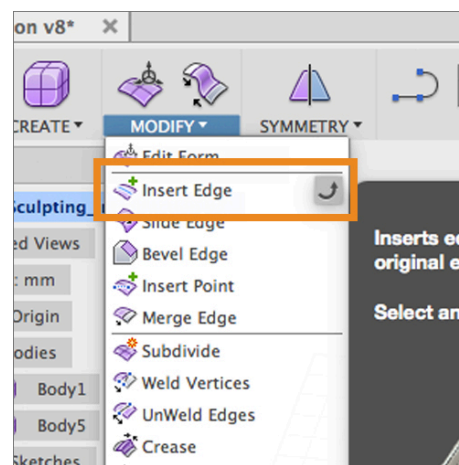 on v8*
CREATE
MODIFY
SYMMETRY
Edit Form
Insert Edge
Slide Edge
Bevel Edge
Insert Point
Merge Edge
Subdivide
Weld Vertices
UnWeld Edges
Crease
Sculpting_
ed Views
: mm
Origin
odies
Body1
Body5
Sketches
Inserts e
original e
Select an